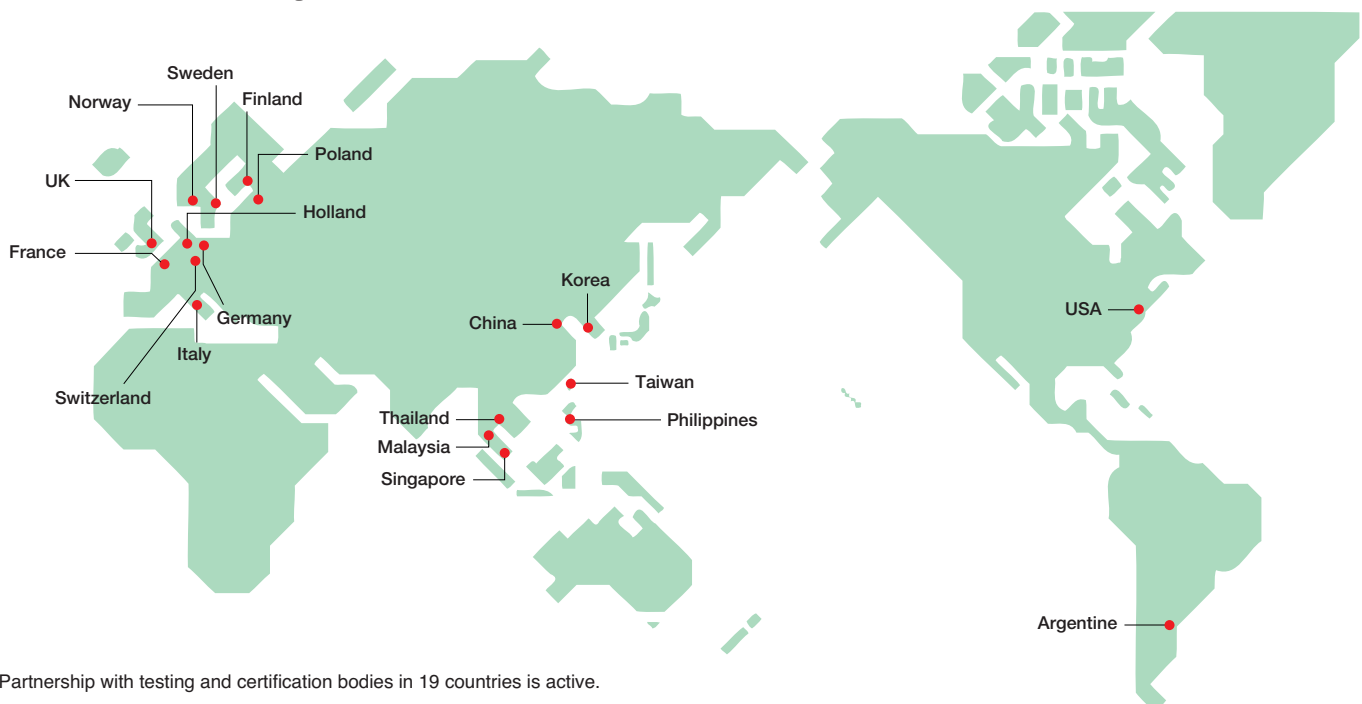 Sweden
Norway
Finland
Poland
UK
Holland
France
Germany
Italy
Switzerland
Korea
China
USA
Taiwan
Thailand
Philippines
Malaysia
Singapore
Argentine
Partnership with testing and certification bodies in 19 countries is active.